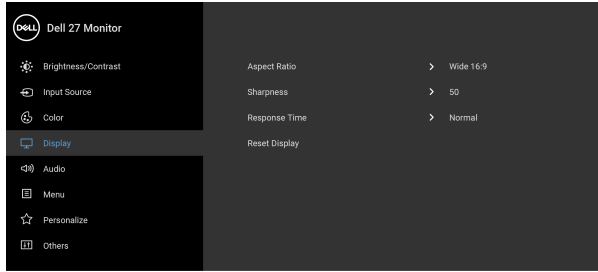 DELL Dell 27 Monitor
Brightness/Contrast
Input Source
Color
Display
Audio
Menu
Personalize
Others
Aspect Ratio > Wide 16:9
Sharpness > 50
Response Time > Normal
Reset Display